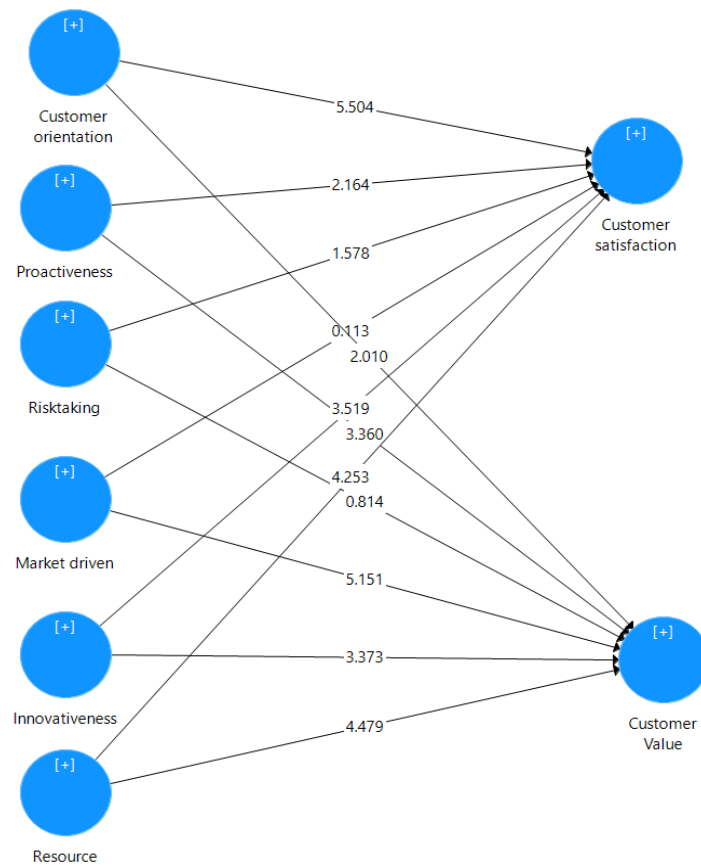 [+]
Customer
orientation
[+]
Proactiveness
[+]
Risktaking
[+]
Market driven
[+]
Innovativeness
[+]
Resource
5.504
2.164
1.578
0.113
2.010
3.519
3.360
4.253
0.814
5.151
3.373
4.479
[+]
Customer
satisfaction
[+]
Customer
Value